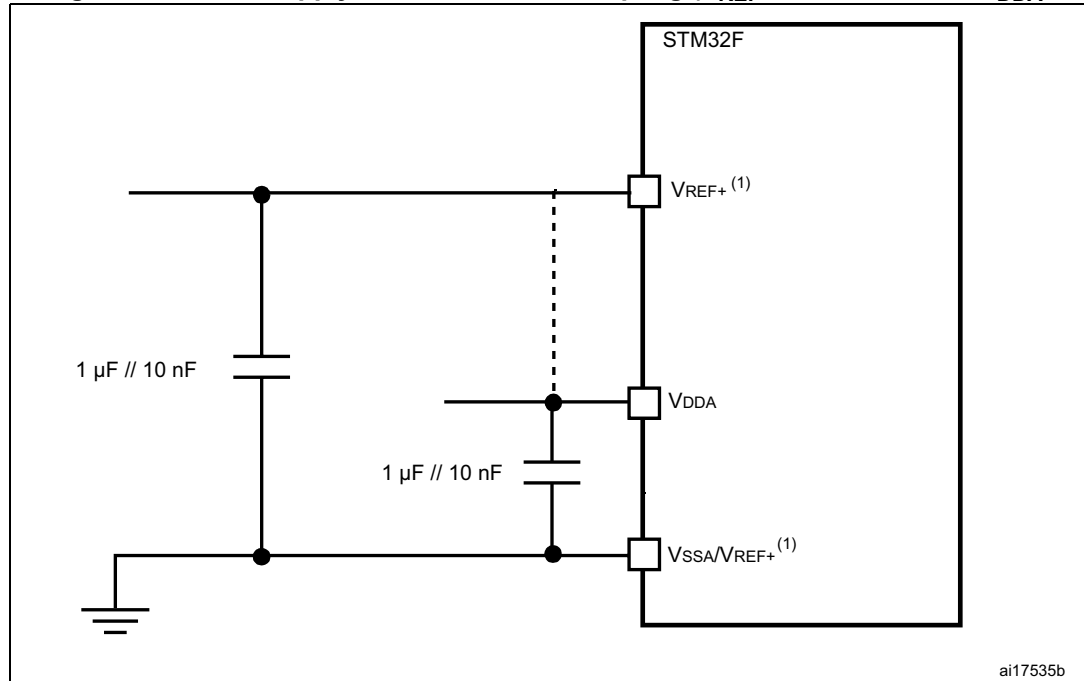 STM32F
VREF+ (1)
1 µF // 10 nF
VDDA
1 µF // 10 nF
VSSA/VREF+ (1)
ai17535b